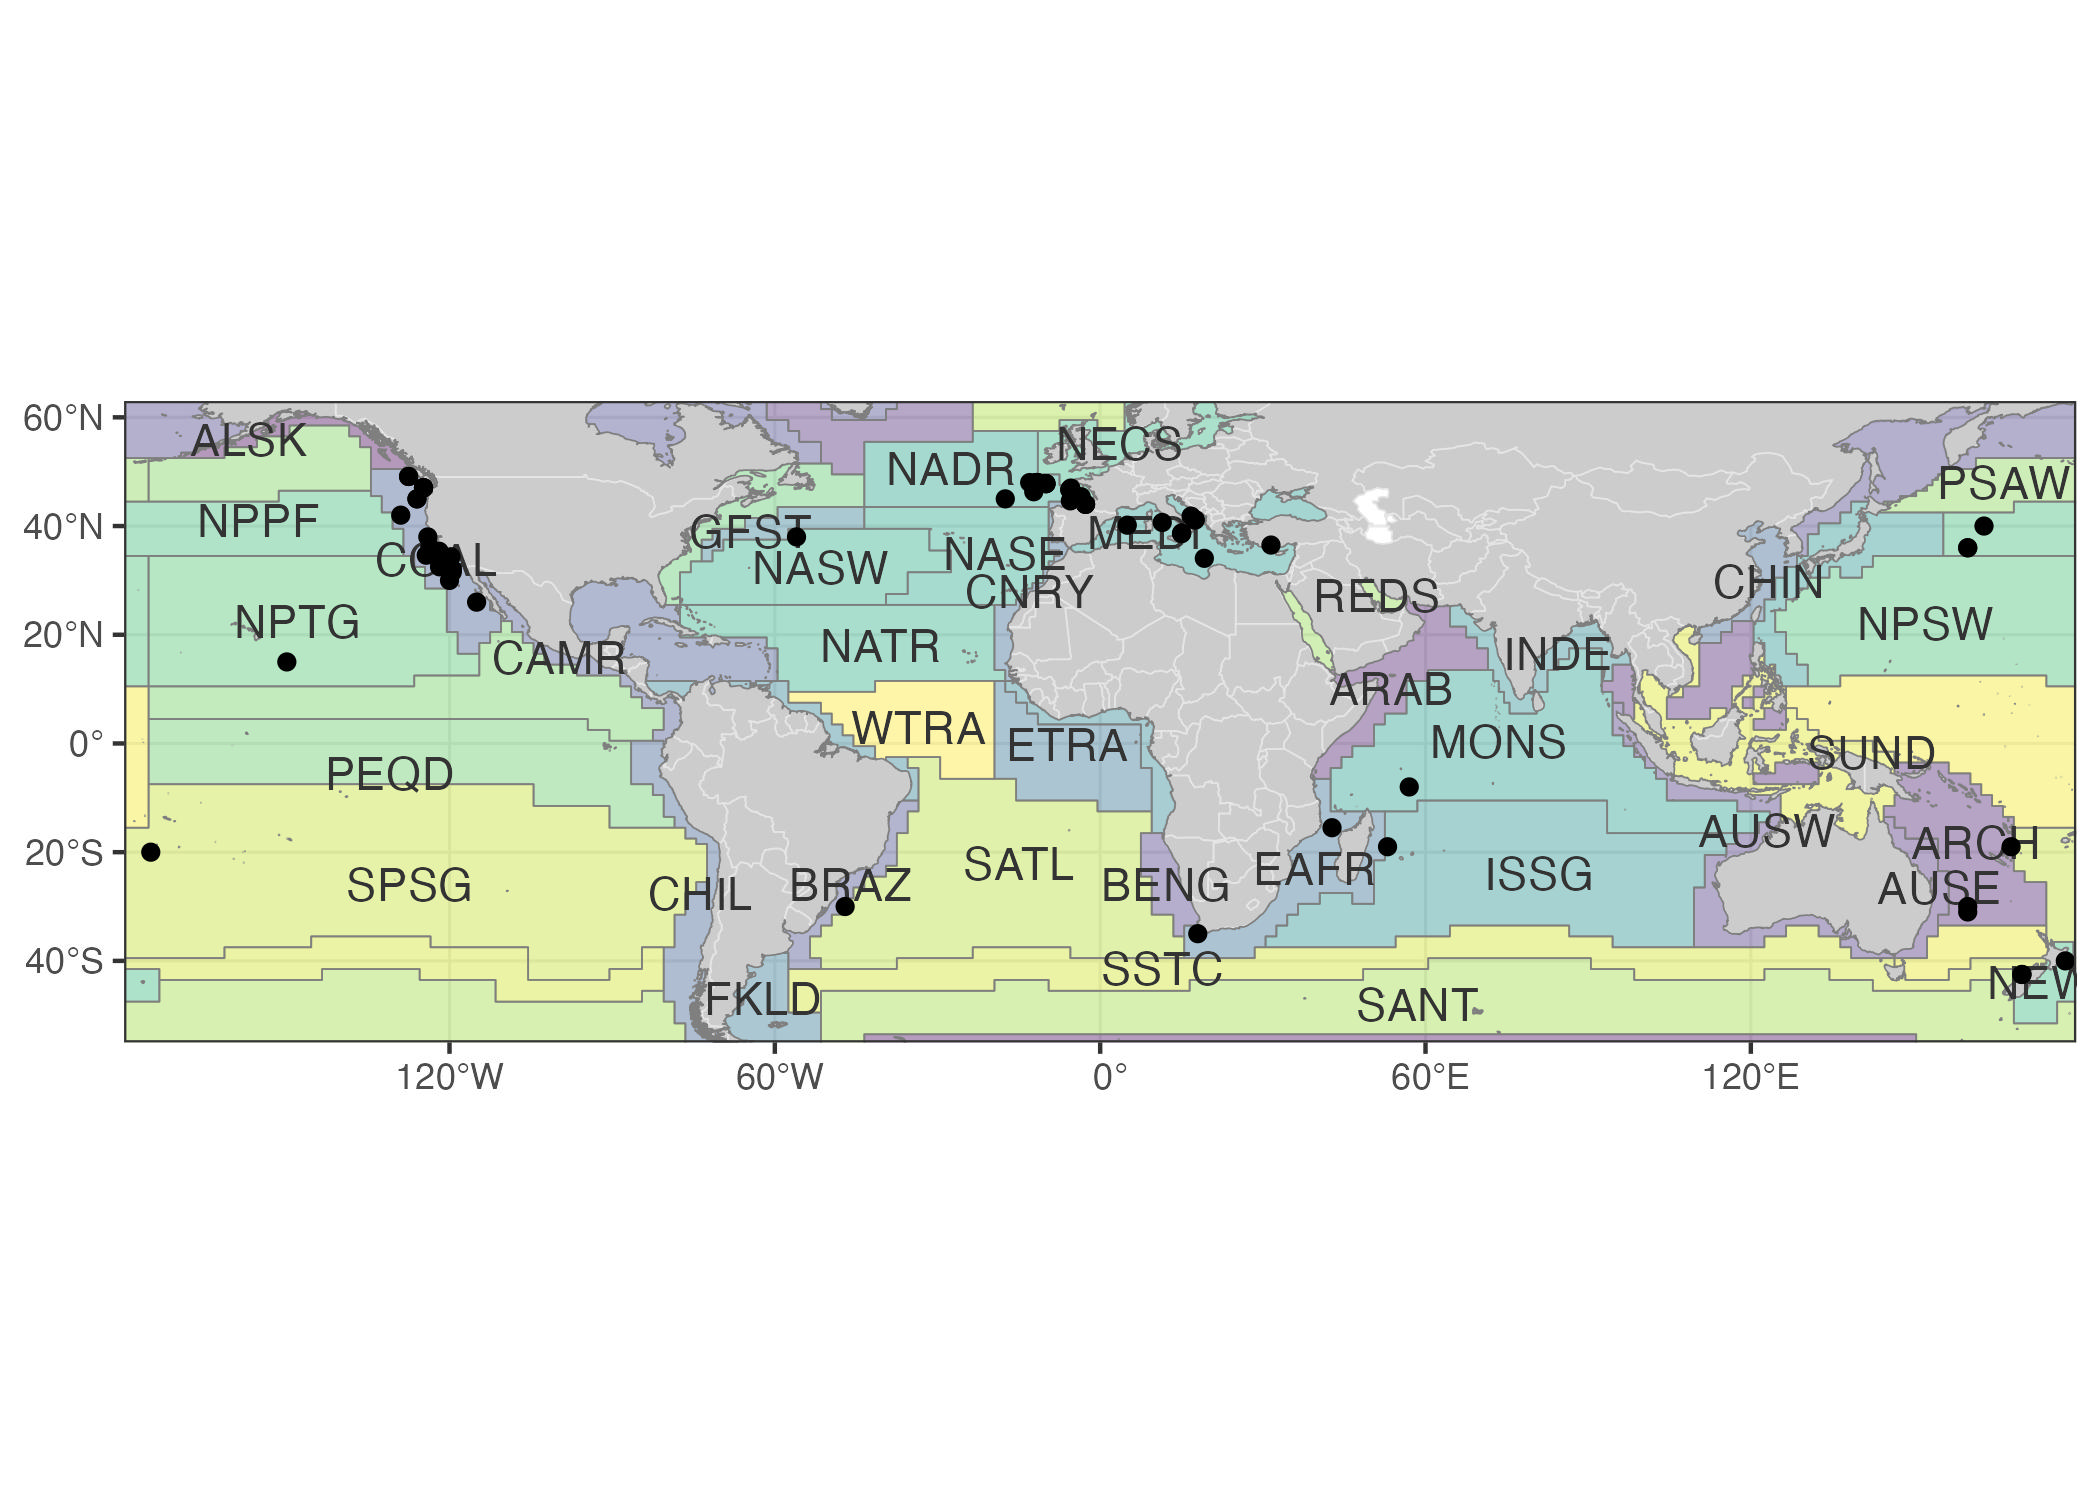 60°N
40°N
20°N
0°
20°S
40°S
ALSK
NECS
NADR
PSAW
NPPF
GFST
MEDI
COAL
NASW
NASE
CHIN
CNRY
REDS
NPTG
NPSW
CAMR
NATR
INDE
ARAB
WTRA
ETRA
MONS
SUND
PEQD
AUSW
ARCH
SPSG
CHIL
BRAZ
SATL
BENG
EAFR
ISSG
AUSE
SSTC
FKLD
SANT
NEW
120°W
60°W
0°
60°E
120°E